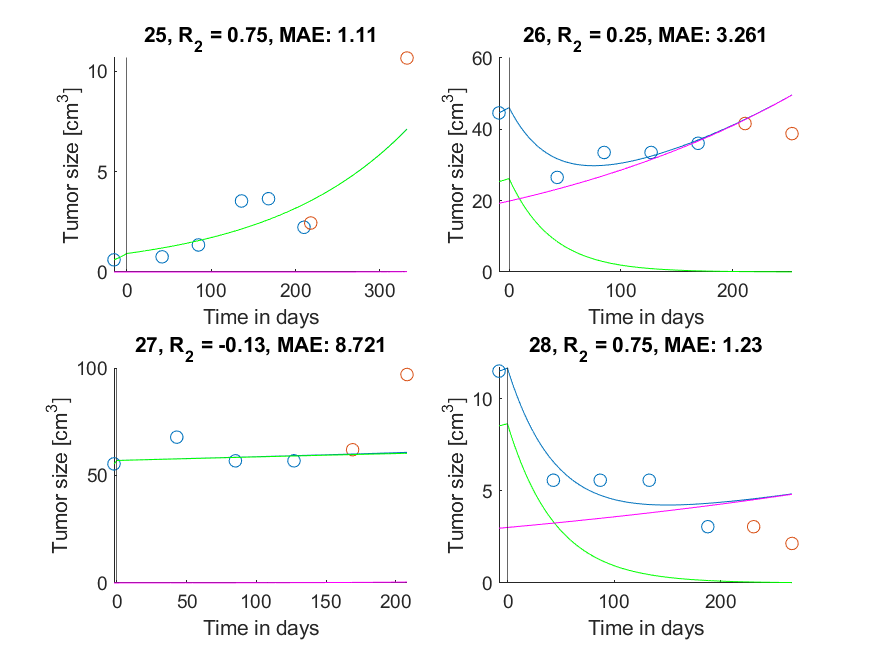 25, R2 = 0.75, MAE: 1.11
Tumor size [cm3]
10
5
0
0 100 200 300
Time in days
26, R2 = 0.25, MAE: 3.261
Tumor size [cm3]
60
40
20
0
0 100 200
Time in days
27, R2 = -0.13, MAE: 8.721
Tumor size [cm3]
100
50
0
0 50 100 150 200
Time in days
28, R2 = 0.75, MAE: 1.23
Tumor size [cm3]
10
5
0
0 100 200
Time in days